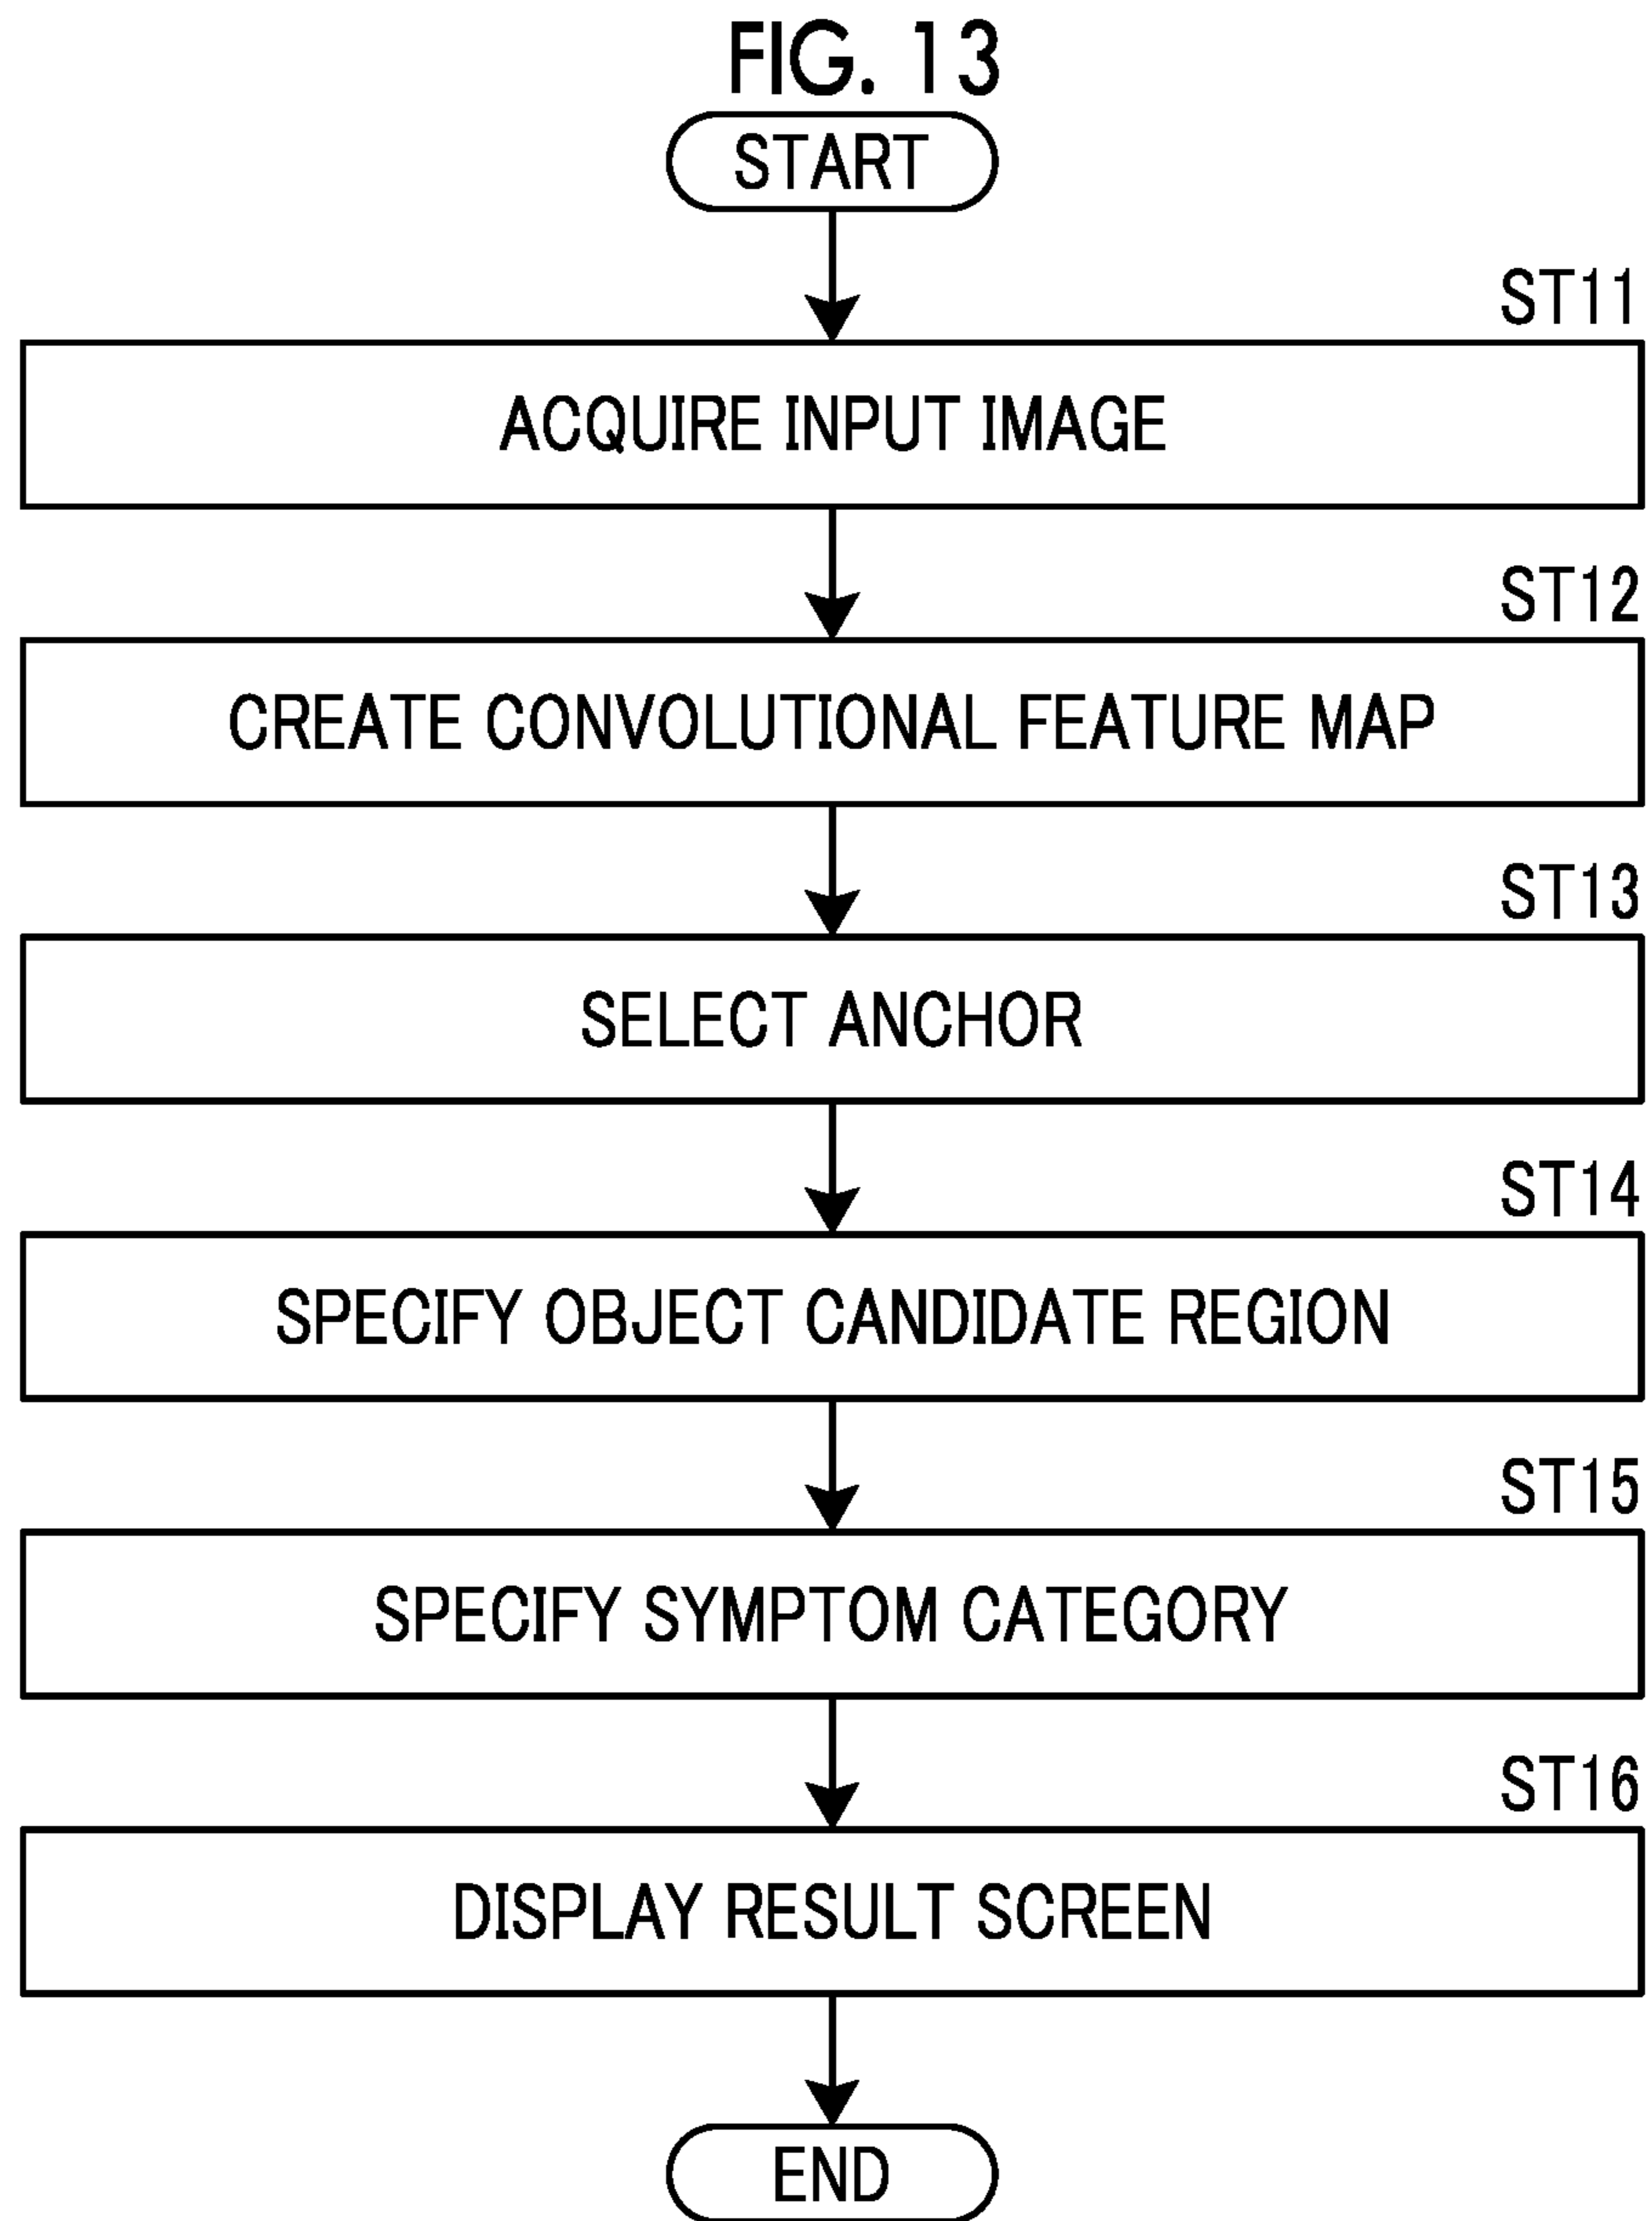 FIG. 13
START
ST11
ACQUIRE INPUT IMAGE
ST12
CREATE CONVOLUTIONAL FEATURE MAP
ST13
SELECT ANCHOR
ST14
SPECIFY OBJECT CANDIDATE REGION
ST15
SPECIFY SYMPTOM CATEGORY
ST16
DISPLAY RESULT SCREEN
END